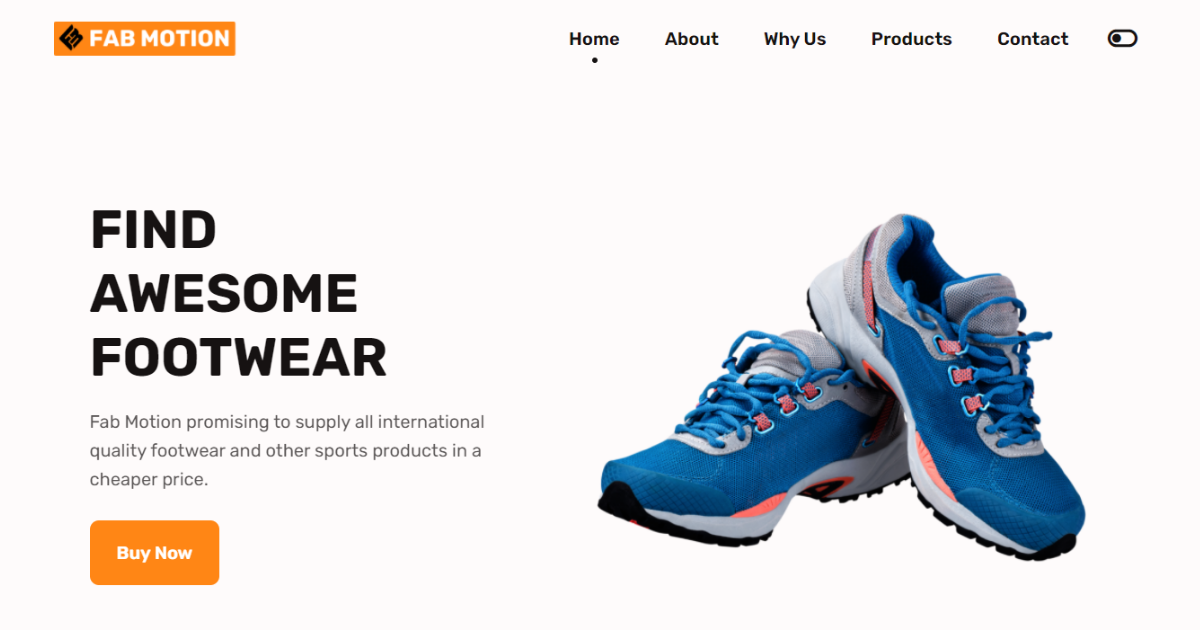 FAB MOTION
Home About Why Us Products Contact
FIND
AWESOME
FOOTWEAR
Fab Motion promising to supply all international
quality footwear and other sports products in a
cheaper price.
Buy Now